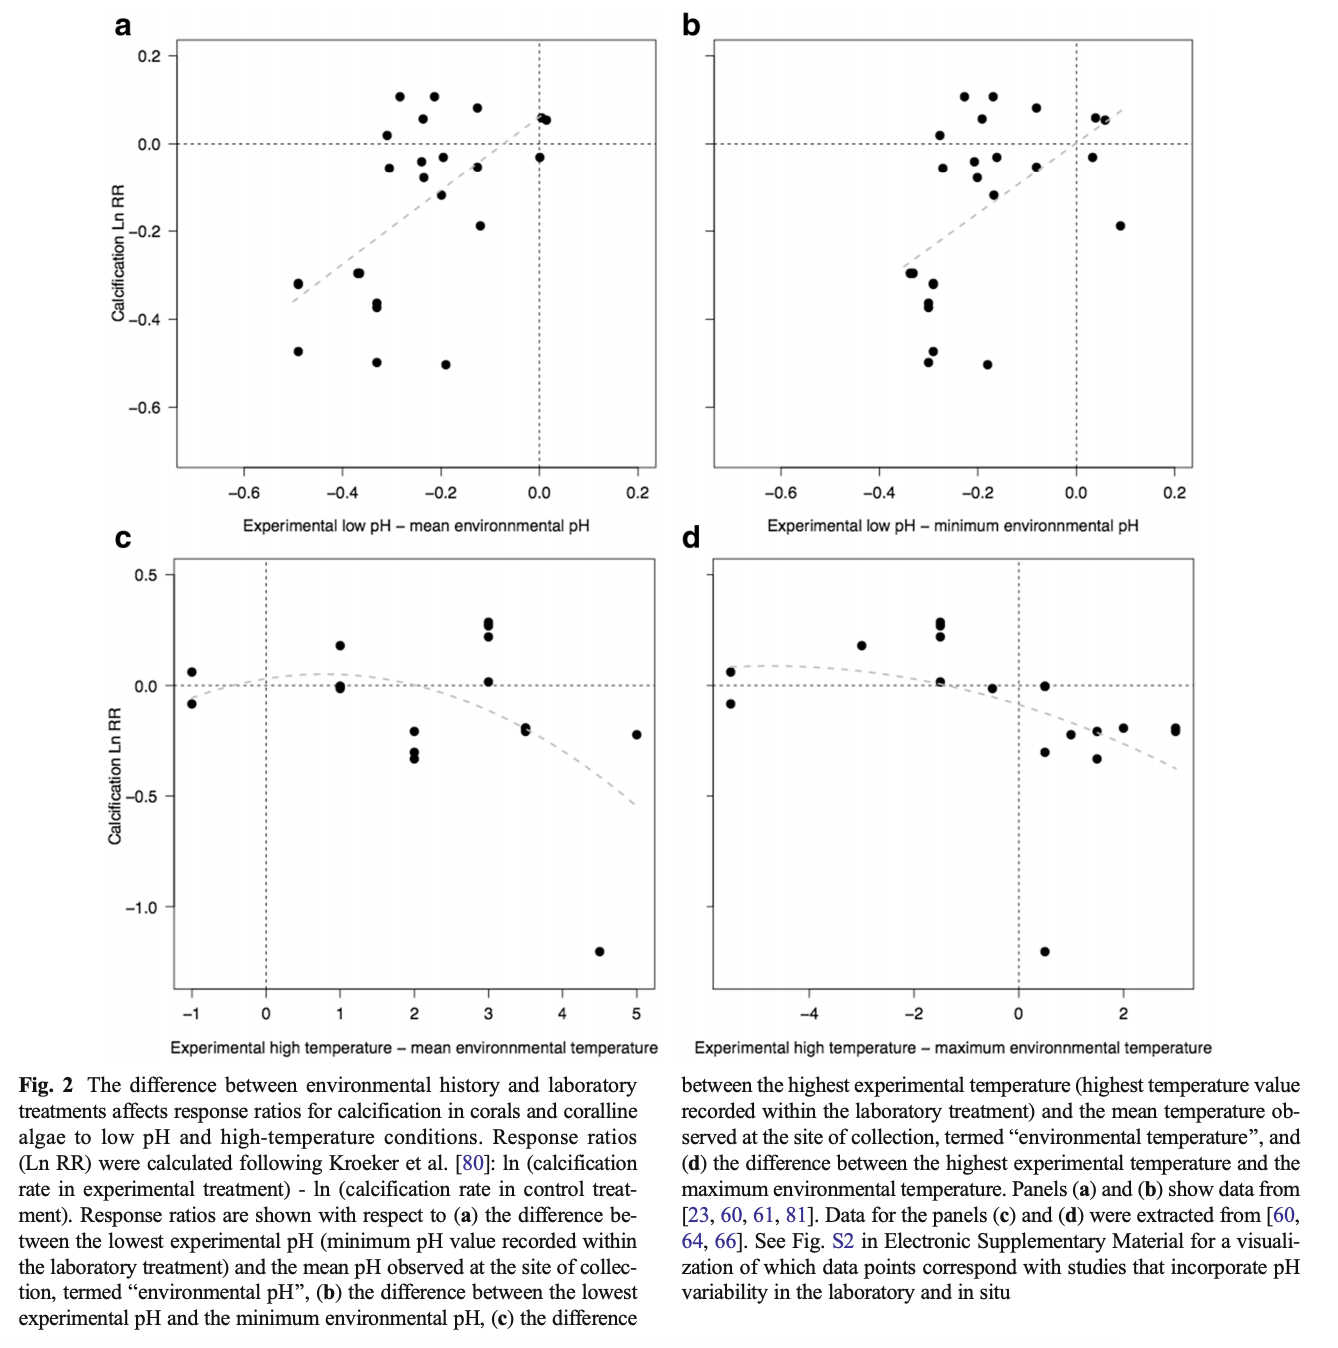 a
b
0.2
0.0
−0.2
−0.4
−0.6
Calcification Ln RR
−0.6 −0.4 −0.2 0.0 0.2
−0.6 −0.4 −0.2 0.0 0.2
Experimental low pH − mean environnmental pH
Experimental low pH − minimum environnmental pH
c
d
0.5
0.0
−0.5
−1.0
Calcification Ln RR
−1 0 1 2 3 4 5
−4 −2 0 2
Experimental high temperature − mean environnmental temperature
Experimental high temperature − maximum environnmental temperature
Fig. 2 The difference between environmental history and laboratory
treatments affects response ratios for calcification in corals and coralline
algae to low pH and high-temperature conditions. Response ratios
(Ln RR) were calculated following Kroeker et al. [80]: ln (calcification
rate in experimental treatment) - ln (calcification rate in control treat-
ment). Response ratios are shown with respect to (a) the difference be-
tween the lowest experimental pH (minimum pH value recorded within
the laboratory treatment) and the mean pH observed at the site of collec-
tion, termed “environmental pH”, (b) the difference between the lowest
experimental pH and the minimum environmental pH, (c) the difference
between the highest experimental temperature (highest temperature value
recorded within the laboratory treatment) and the mean temperature ob-
served at the site of collection, termed “environmental temperature”, and
(d) the difference between the highest experimental temperature and the
maximum environmental temperature. Panels (a) and (b) show data from
[23, 60, 61, 81]. Data for the panels (c) and (d) were extracted from [60,
64, 66]. See Fig. S2 in Electronic Supplementary Material for a visuali-
zation of which data points correspond with studies that incorporate pH
variability in the laboratory and in situ